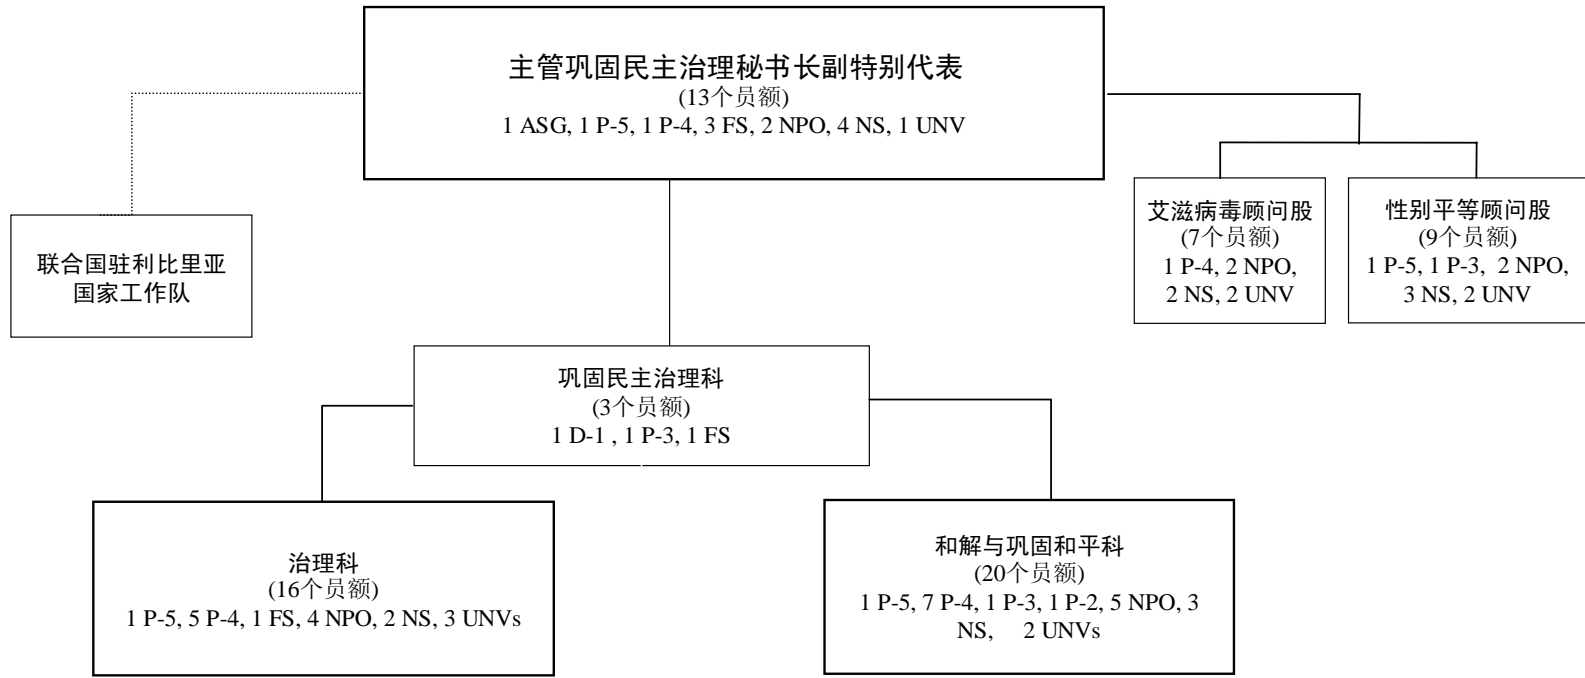 主管巩固民主治理秘书长副特别代表
(13个员额)
1 ASG, 1 P-5, 1 P-4, 3 FS, 2 NPO, 4 NS, 1 UNV
艾滋病毒顾问股
(7个员额)
1 P-4, 2 NPO,
2 NS, 2 UNV
性别平等顾问股
(9个员额)
1 P-5, 1 P-3, 2 NPO,
3 NS, 2 UNV
联合国驻利比里亚
国家工作队
巩固民主治理科
(3个员额)
1 D-1 , 1 P-3, 1 FS
治理科
(16个员额)
1 P-5, 5 P-4, 1 FS, 4 NPO, 2 NS, 3 UNVs
和解与巩固和平科
(20个员额)
1 P-5, 7 P-4, 1 P-3, 1 P-2, 5 NPO, 3
NS, 2 UNVs